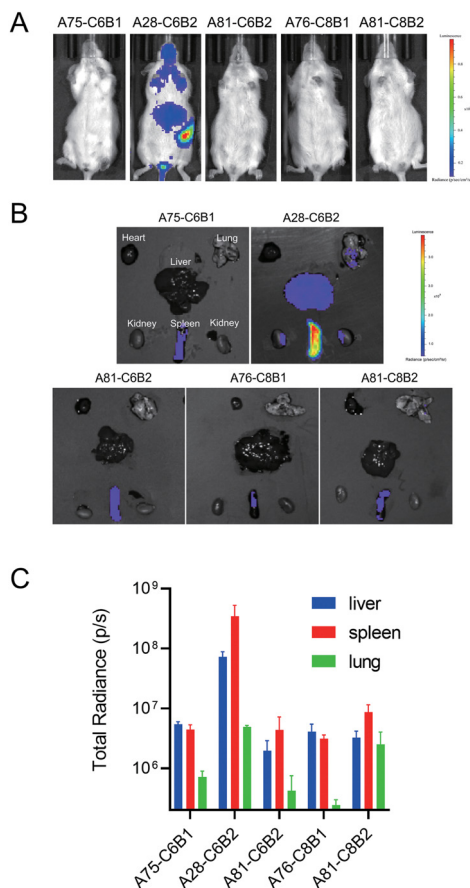 A
A75-C6B1 A28-C6B2 A81-C6B2 A76-C8B1 A81-C8B2
Luminescence
Radiance (p/sec/cm²/sr)
B
A75-C6B1 A28-C6B2
Heart Lung
Liver
Kidney Spleen Kidney
Luminescence
Radiance (p/sec/cm²/sr)
A81-C6B2 A76-C8B1 A81-C8B2
C
Total Radiance (p/s)
10⁹
10⁸
10⁷
10⁶
liver
spleen
lung
A75-C6B1
A28-C6B2
A81-C6B2
A76-C8B1
A81-C8B2